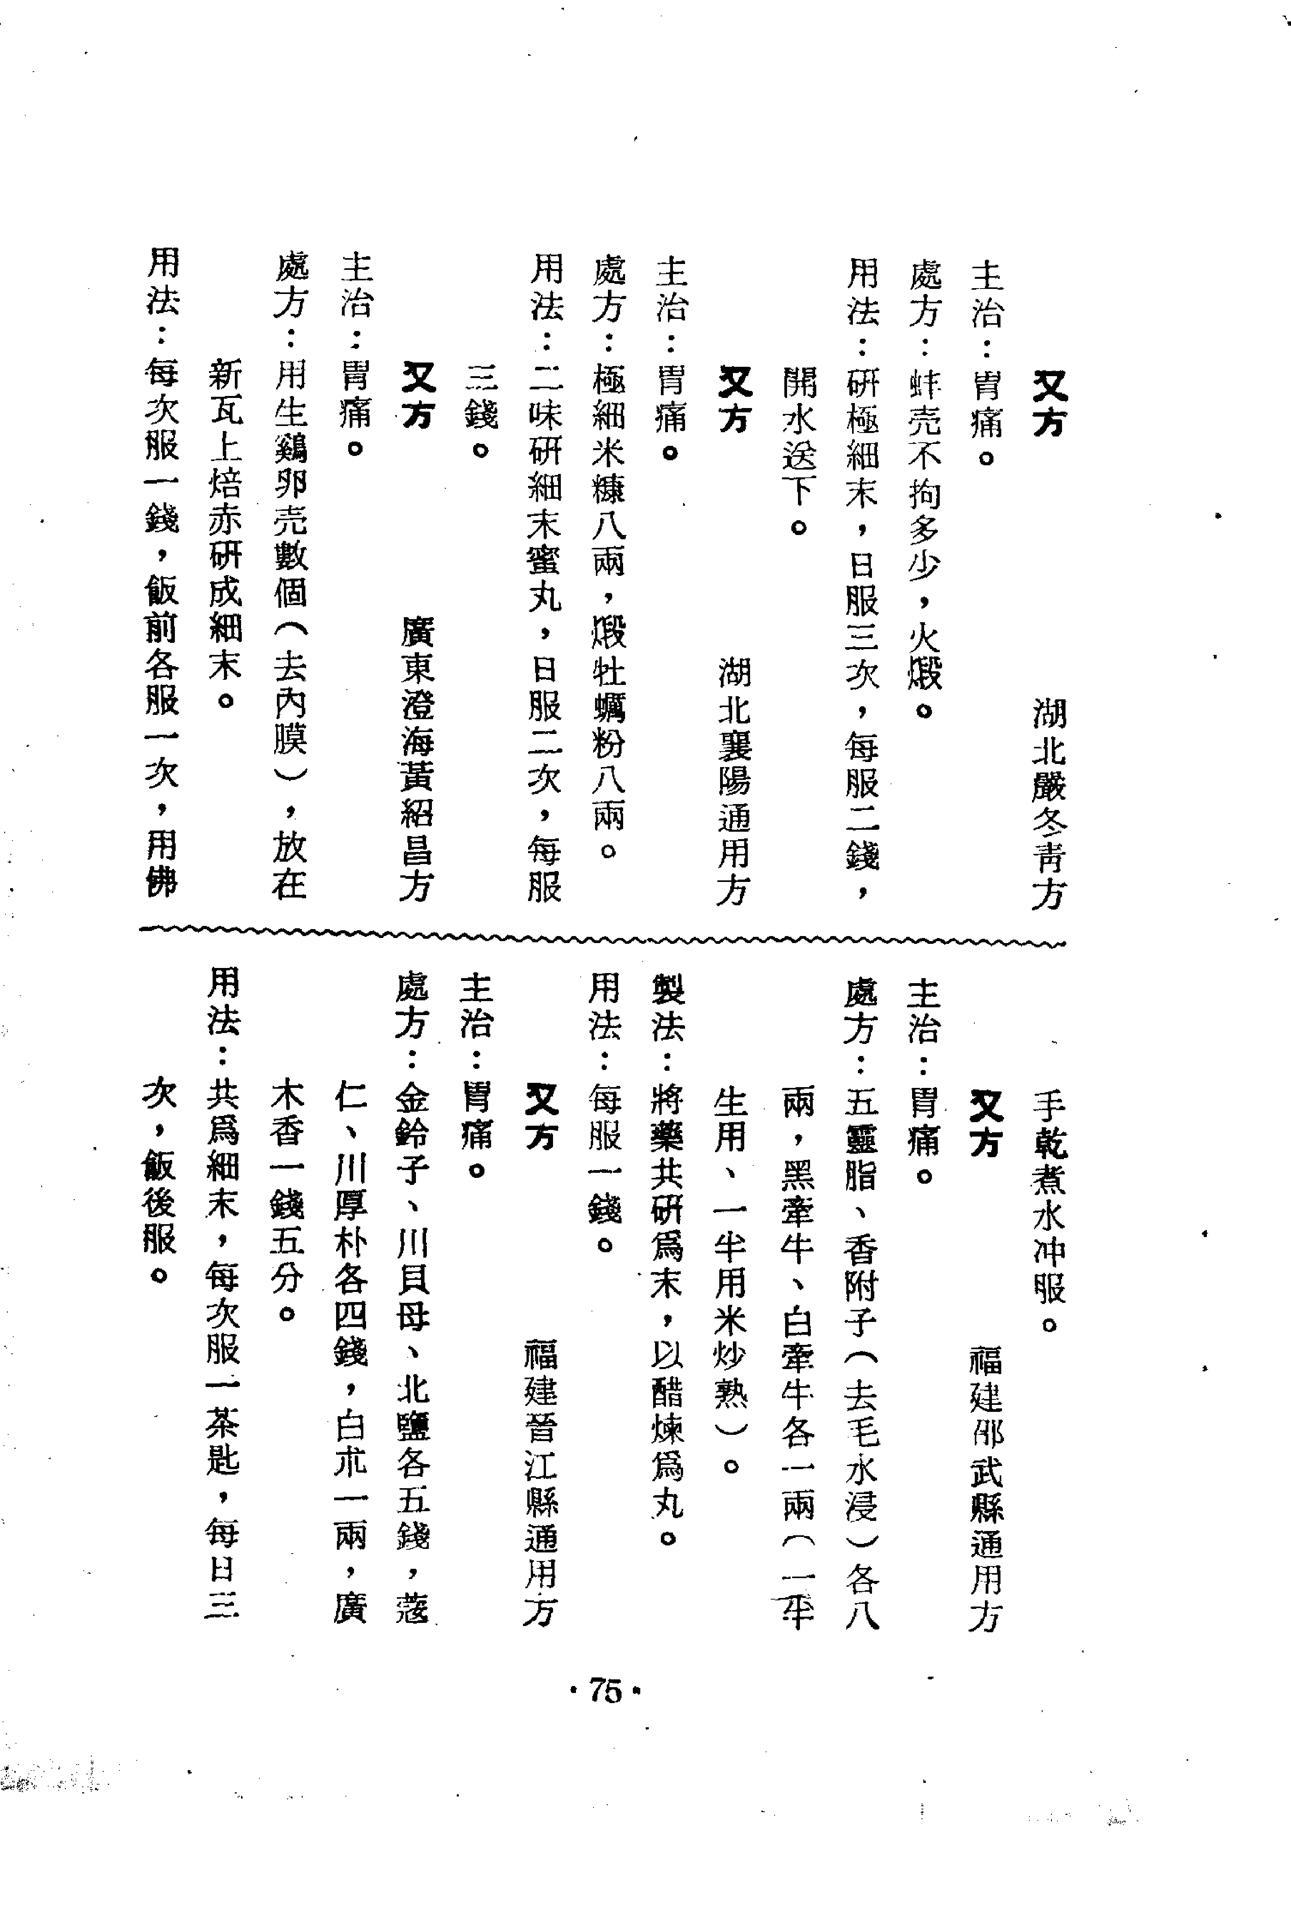 又方　湖北嚴冬靑方
主治：胃痛。
處方：蚌壳不拘多少，火煅。
用法：研極細末，日服三次，每服二錢，
開水送下。
又方　湖北襄陽通用方
主治：胃痛。
處方：極細米糠八兩，煅牡蠣粉八兩。
用法：二味研細末蜜丸，日服二次，每服
三錢。
又方　廣東澄海黃紹昌方
主治：胃痛。
處方：用生鷄卵壳數個（去內膜），放在
新瓦上焙赤研成細末。
用法：每次服一錢，飯前各服一次，用佛
手乾煮水冲服。
又方　福建邵武縣通用方
主治：胃痛。
處方：五靈脂、香附子（去毛水浸）各八
兩，黑牽牛、白牽牛各一兩（一半
生用、一半用米炒熟）。
製法：將藥共研爲末，以醋煉爲丸。
用法：每服一錢。
又方　福建晉江縣通用方
主治：胃痛。
處方：金鈴子、川貝母、北鹽各五錢，蔻
仁、川厚朴各四錢，白朮一兩，廣
木香一錢五分。
用法：共爲細末，每次服一茶匙，每日三
次，飯後服。
·75·